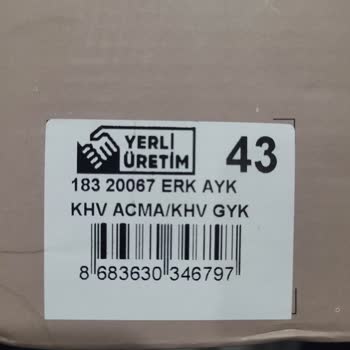 YERLİ
ÜRETİM
43
183 20067 ERK AYK
KHV ACMA/KHV GYK
8 683630 346797